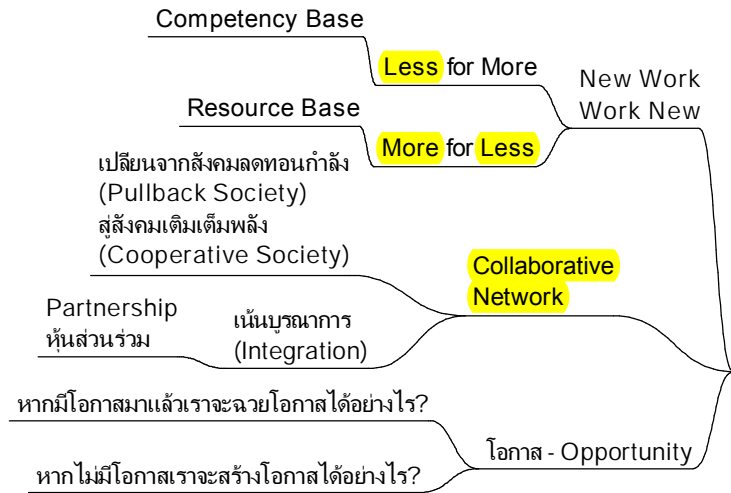 Competency Base
Less for More
New Work
Work New
Resource Base
More for Less
เปลี่ยนจากสังคมลดทอนกำลัง
(Pullback Society)
สู่สังคมเติมเต็มพลัง
(Cooperative Society)
Collaborative
Network
Partnership
หุ้นส่วนร่วม
เน้นบูรณาการ
(Integration)
หากมีโอกาสมาแล้วเราจะฉวยโอกาสได้อย่างไร?
โอกาส - Opportunity
หากไม่มีโอกาสเราจะสร้างโอกาสได้อย่างไร?